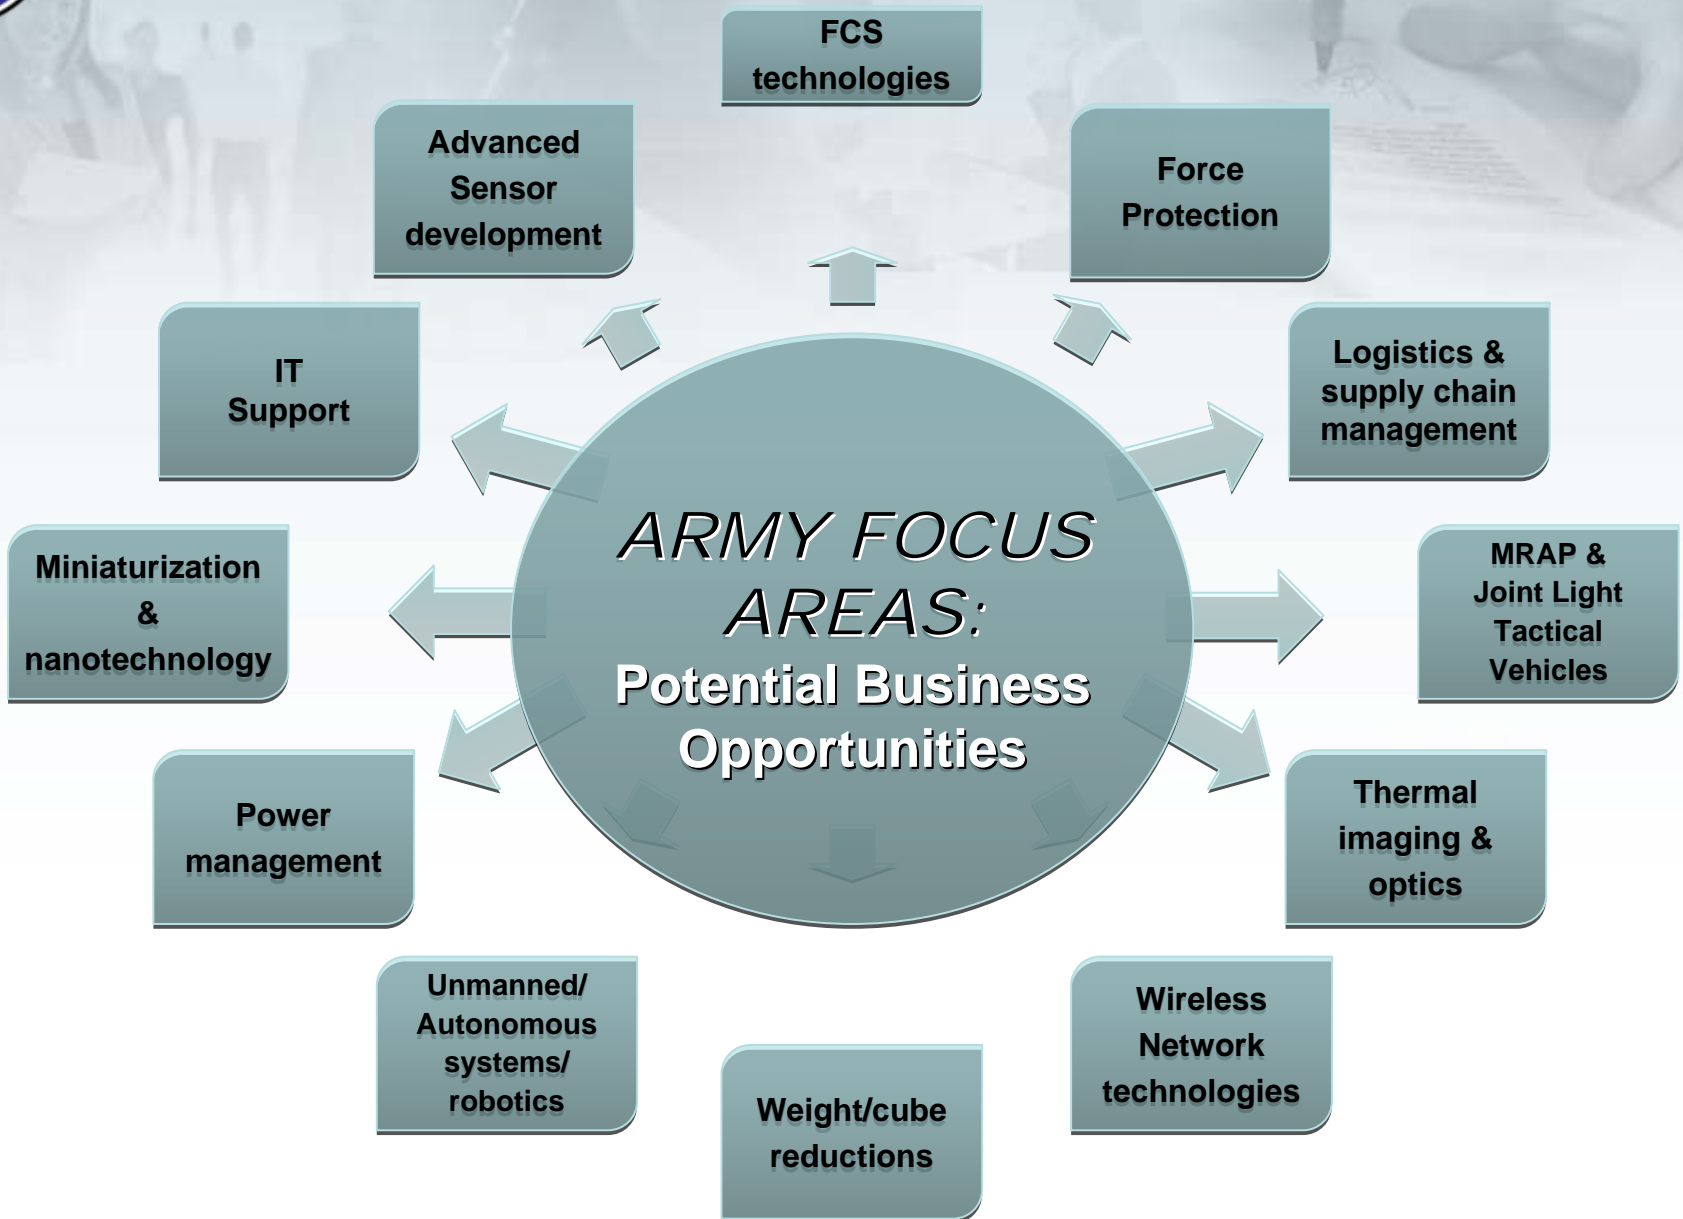 FCS
technologies
Advanced
Sensor
development
Force
Protection
IT
Support
Logistics &
supply chain
management
ARMY FOCUS
AREAS:
Potential Business
Opportunities
Miniaturization
&
nanotechnology
MRAP &
Joint Light
Tactical
Vehicles
Power
management
Thermal
imaging &
optics
Unmanned/
Autonomous
systems/
robotics
Wireless
Network
technologies
Weight/cube
reductions